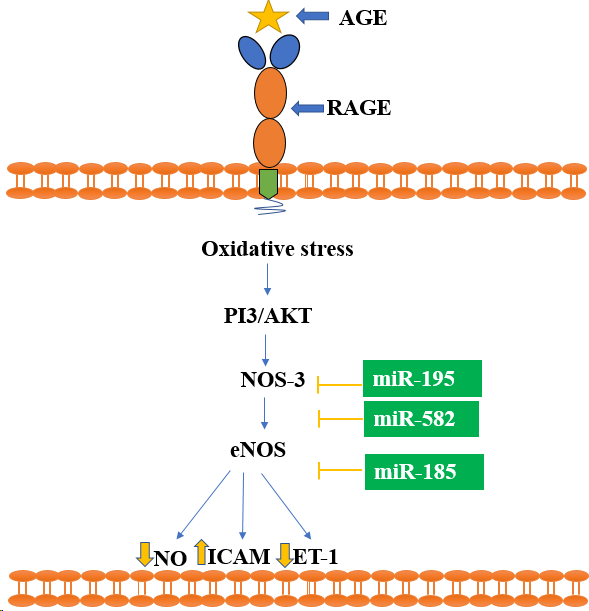 AGE
RAGE
Oxidative stress
PI3/AKT
NOS-3
miR-195
miR-582
eNOS
miR-185
NO ICAM ET-1